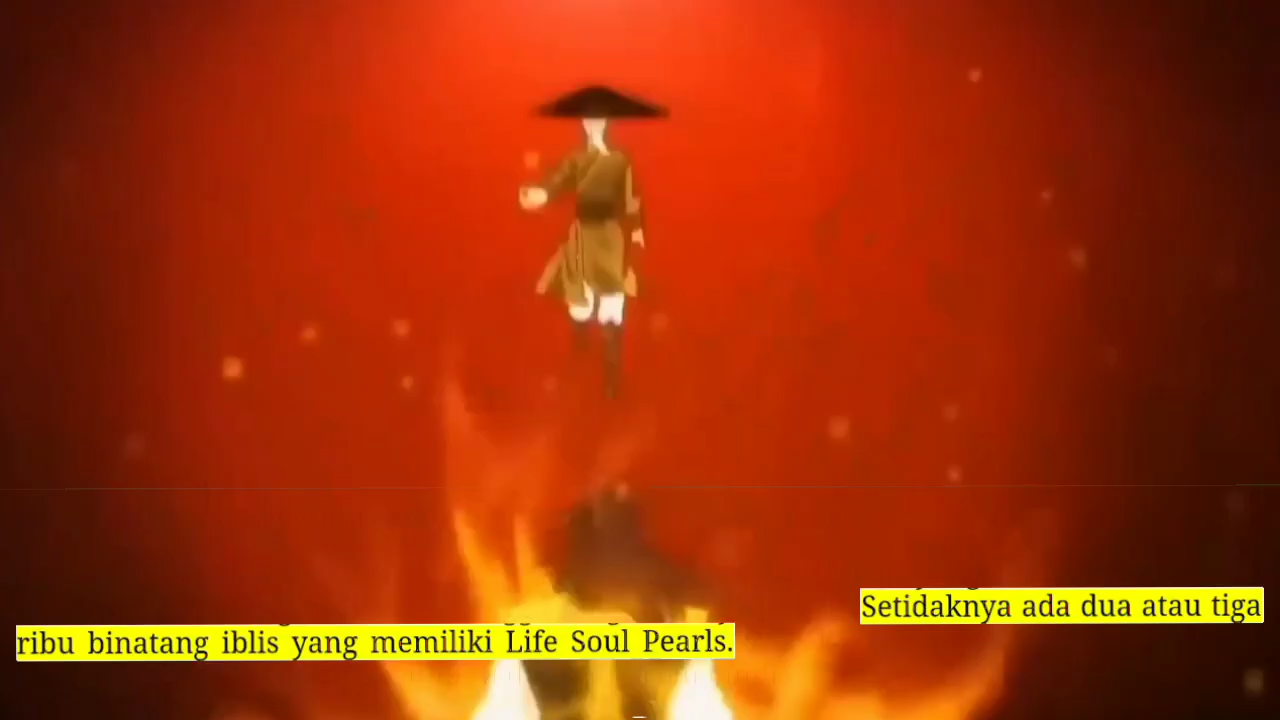 Setidaknya ada dua atau tiga
ribu binatang iblis yang memiliki Life Soul Pearls.